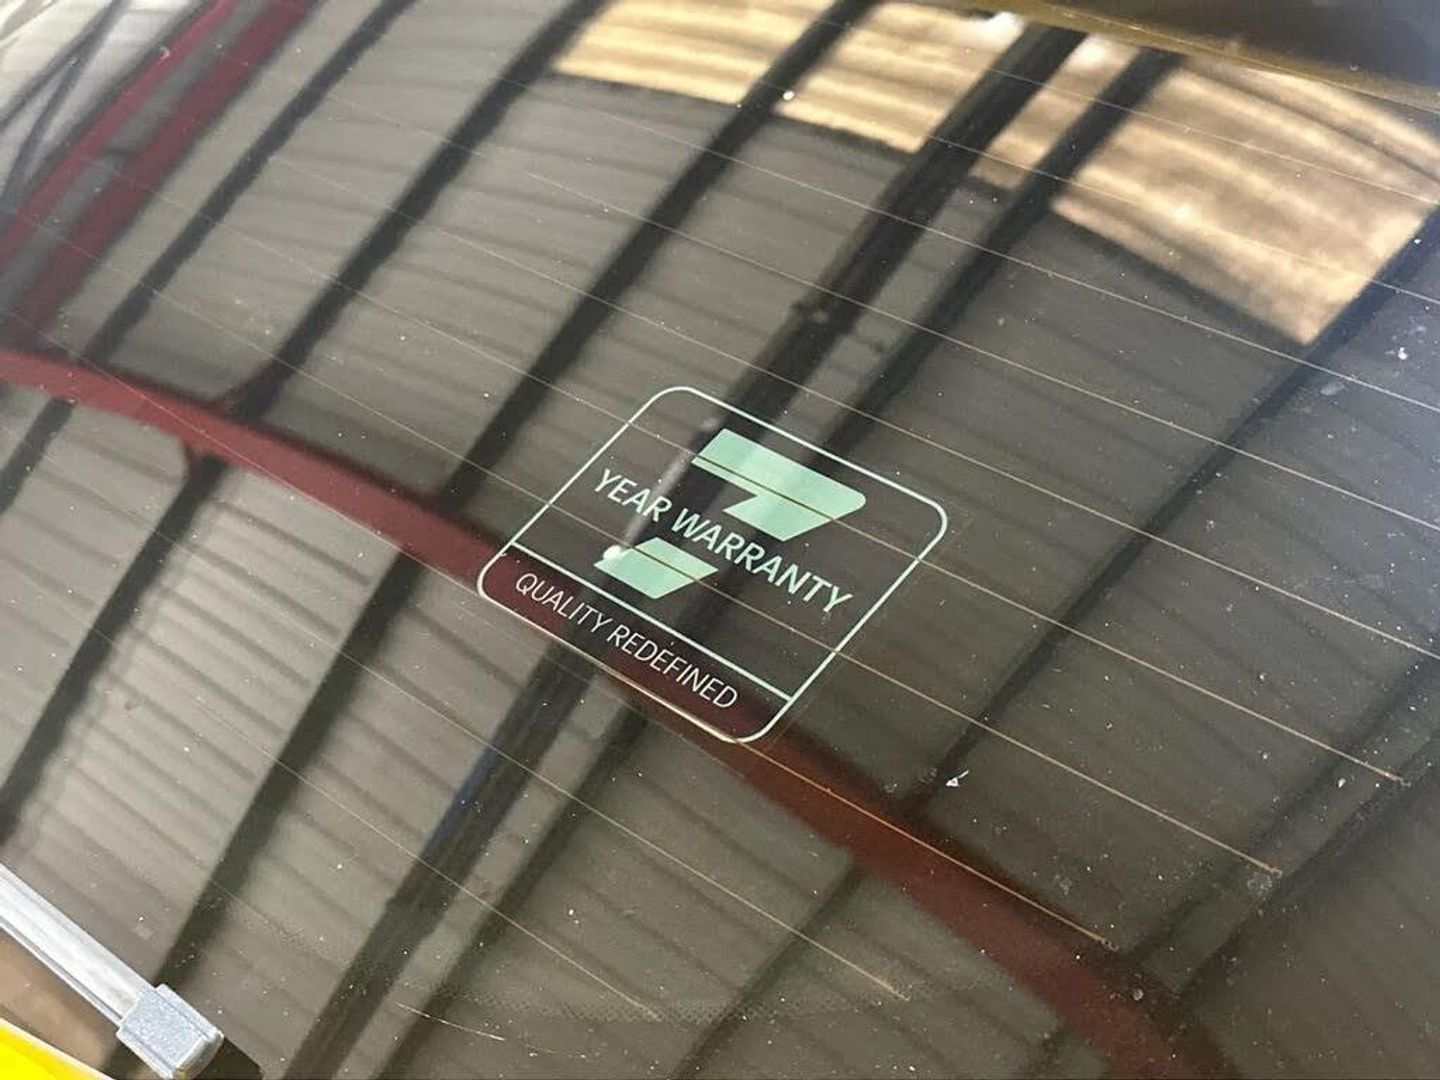 7
YEAR WARRANTY
QUALITY REDEFINED